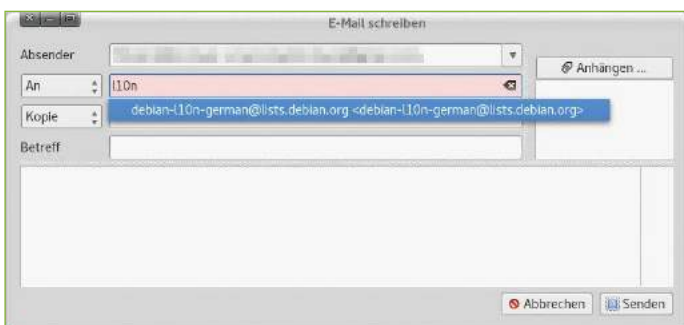 E-Mail schreiben
Absender
Anhängen ...
An
l10n
debian-l10n-german@lists.debian.org <debian-l10n-german@lists.debian.org>
Kopie
Betreff
Abbrechen
Senden